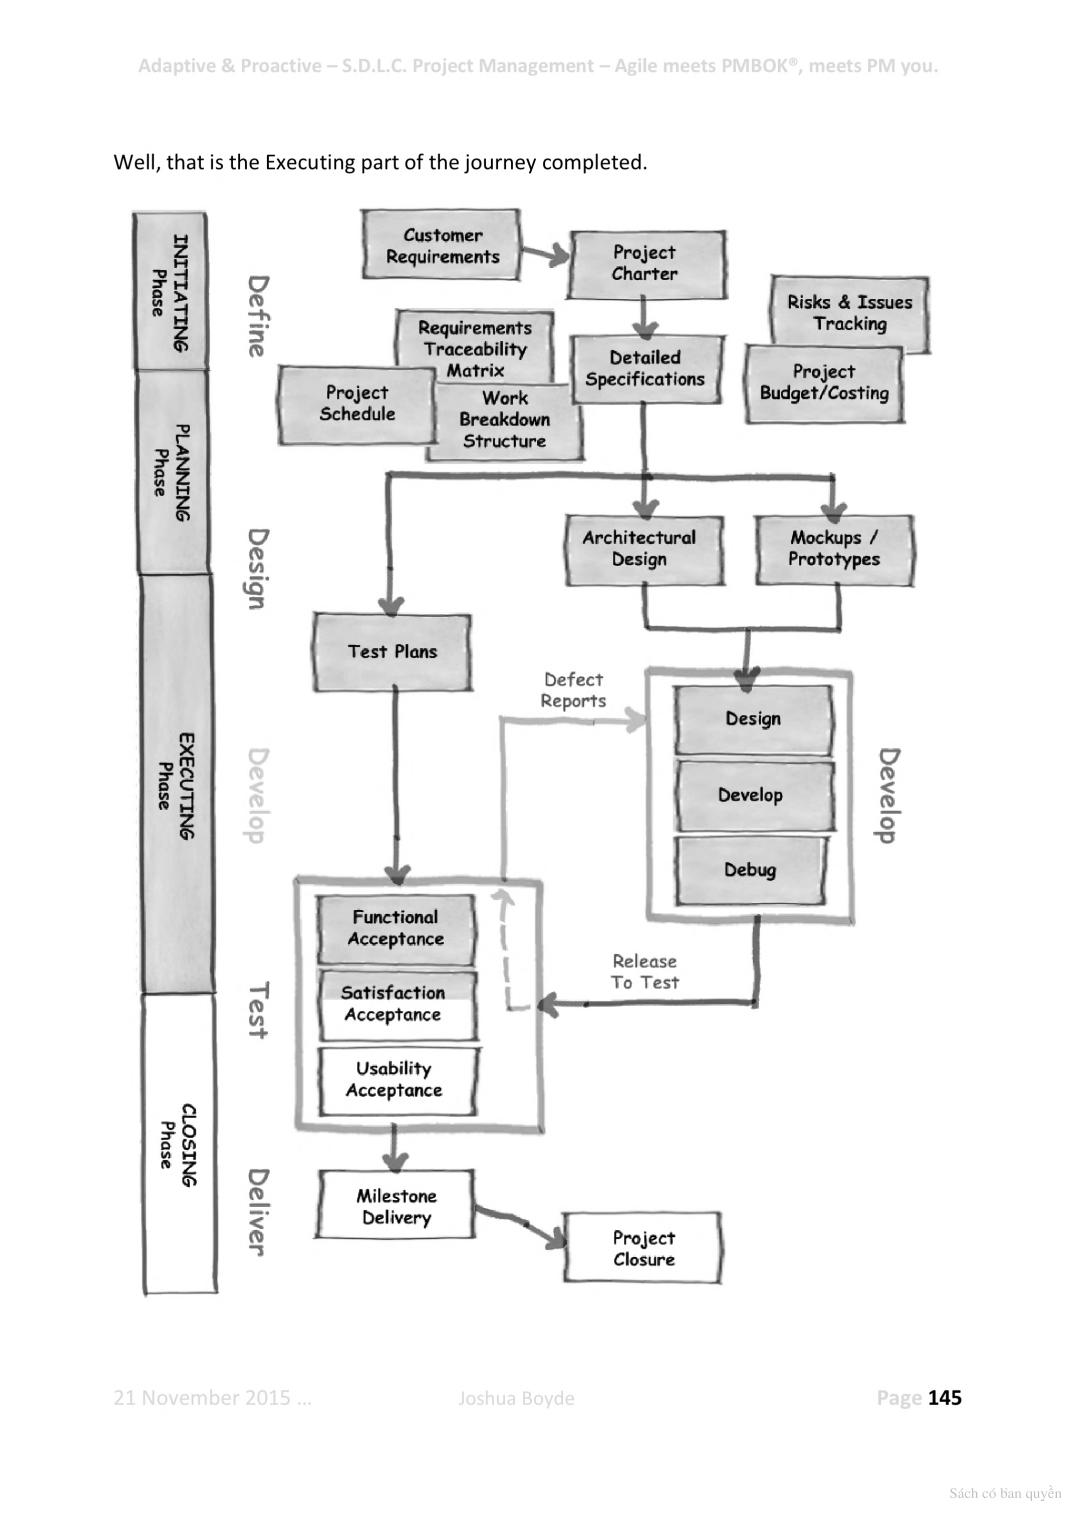 Adaptive & Proactive – S.D.L.C. Project Management – Agile meets PMBOK®, meets PM you.
Well, that is the Executing part of the journey completed.
INITIATING
Phase
PLANNING
Phase
EXECUTING
Phase
CLOSING
Phase
Define
Design
Develop
Test
Deliver
Customer
Requirements
Project
Charter
Risks & Issues
Tracking
Requirements
Traceability
Matrix
Detailed
Specifications
Project
Budget/Costing
Project
Schedule
Work
Breakdown
Structure
Architectural
Design
Mockups /
Prototypes
Test Plans
Defect
Reports
Design
Develop
Debug
Develop
Functional
Acceptance
Satisfaction
Acceptance
Usability
Acceptance
Release
To Test
Milestone
Delivery
Project
Closure
21 November 2015 ...
Joshua Boyde
Page 145
Sách có bản quyền